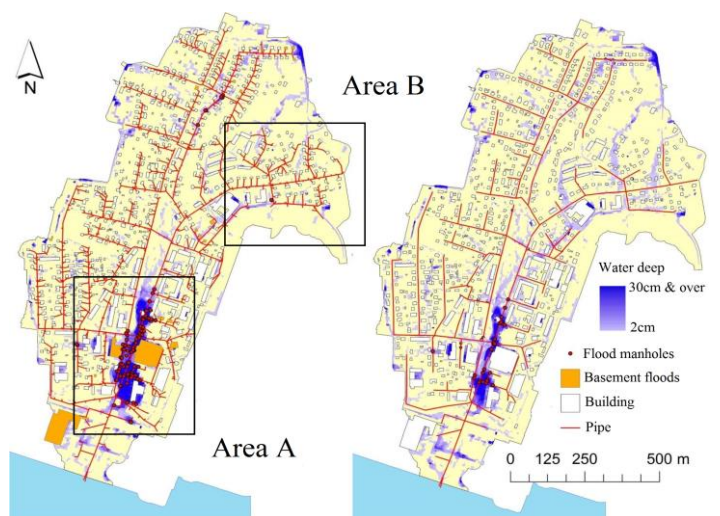 N
Area B
Area A
Water deep
30cm & over
2cm
Flood manholes
Basement floods
Building
Pipe
0 125 250 500 m